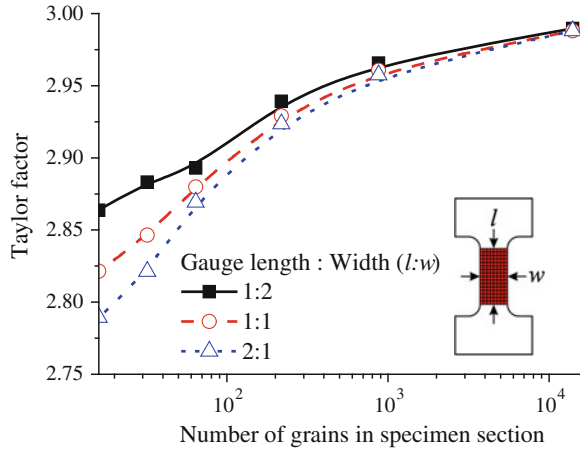 3.00
2.95
2.90
2.85
2.80
2.75
Taylor factor
Gauge length : Width (l:w)
1:2
1:1
2:1
l
w
10²
10³
10⁴
Number of grains in specimen section